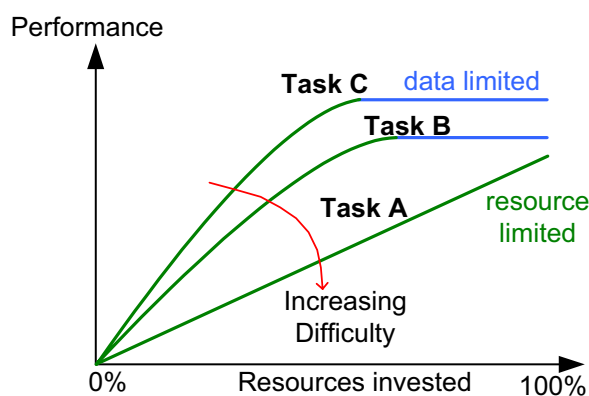 Performance
Task C
data limited
Task B
Task A
resource
limited
Increasing
Difficulty
0%
Resources invested
100%